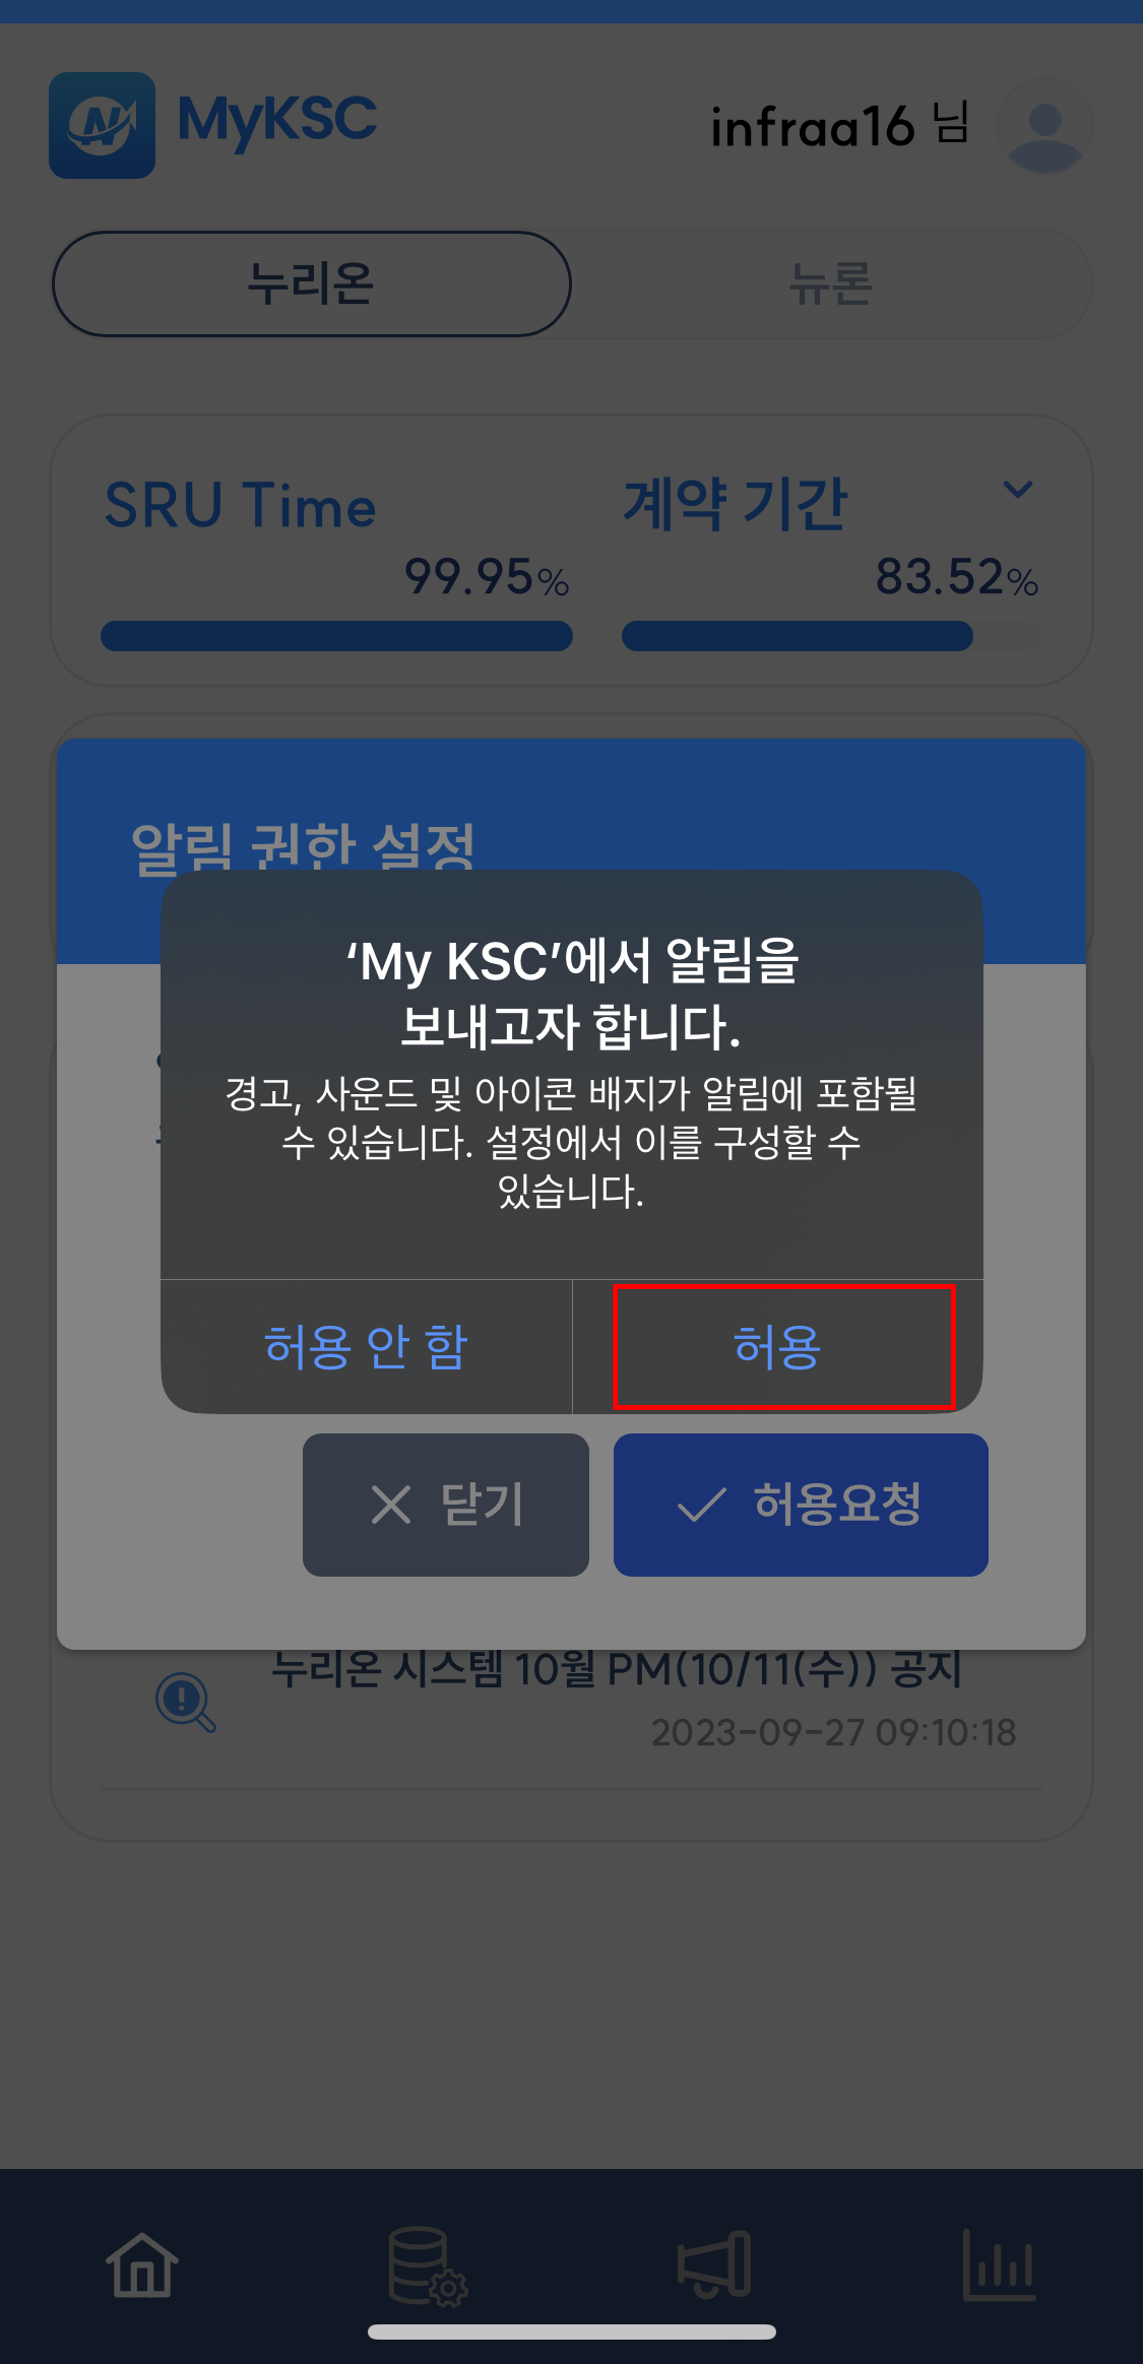 MyKSC
infraa16 님
누리온
뉴론
SRU Time
계약 기간
99.95%
83.52%
알림 권한 설정
‘My KSC’에서 알림을
보내고자 합니다.
경고, 사운드 및 아이콘 배지가 알림에 포함될
수 있습니다. 설정에서 이를 구성할 수
있습니다.
허용 안 함
허용
닫기
허용요청
누리온 시스템 10월 PM(10/11(수)) 공지
2023-09-27 09:10:18